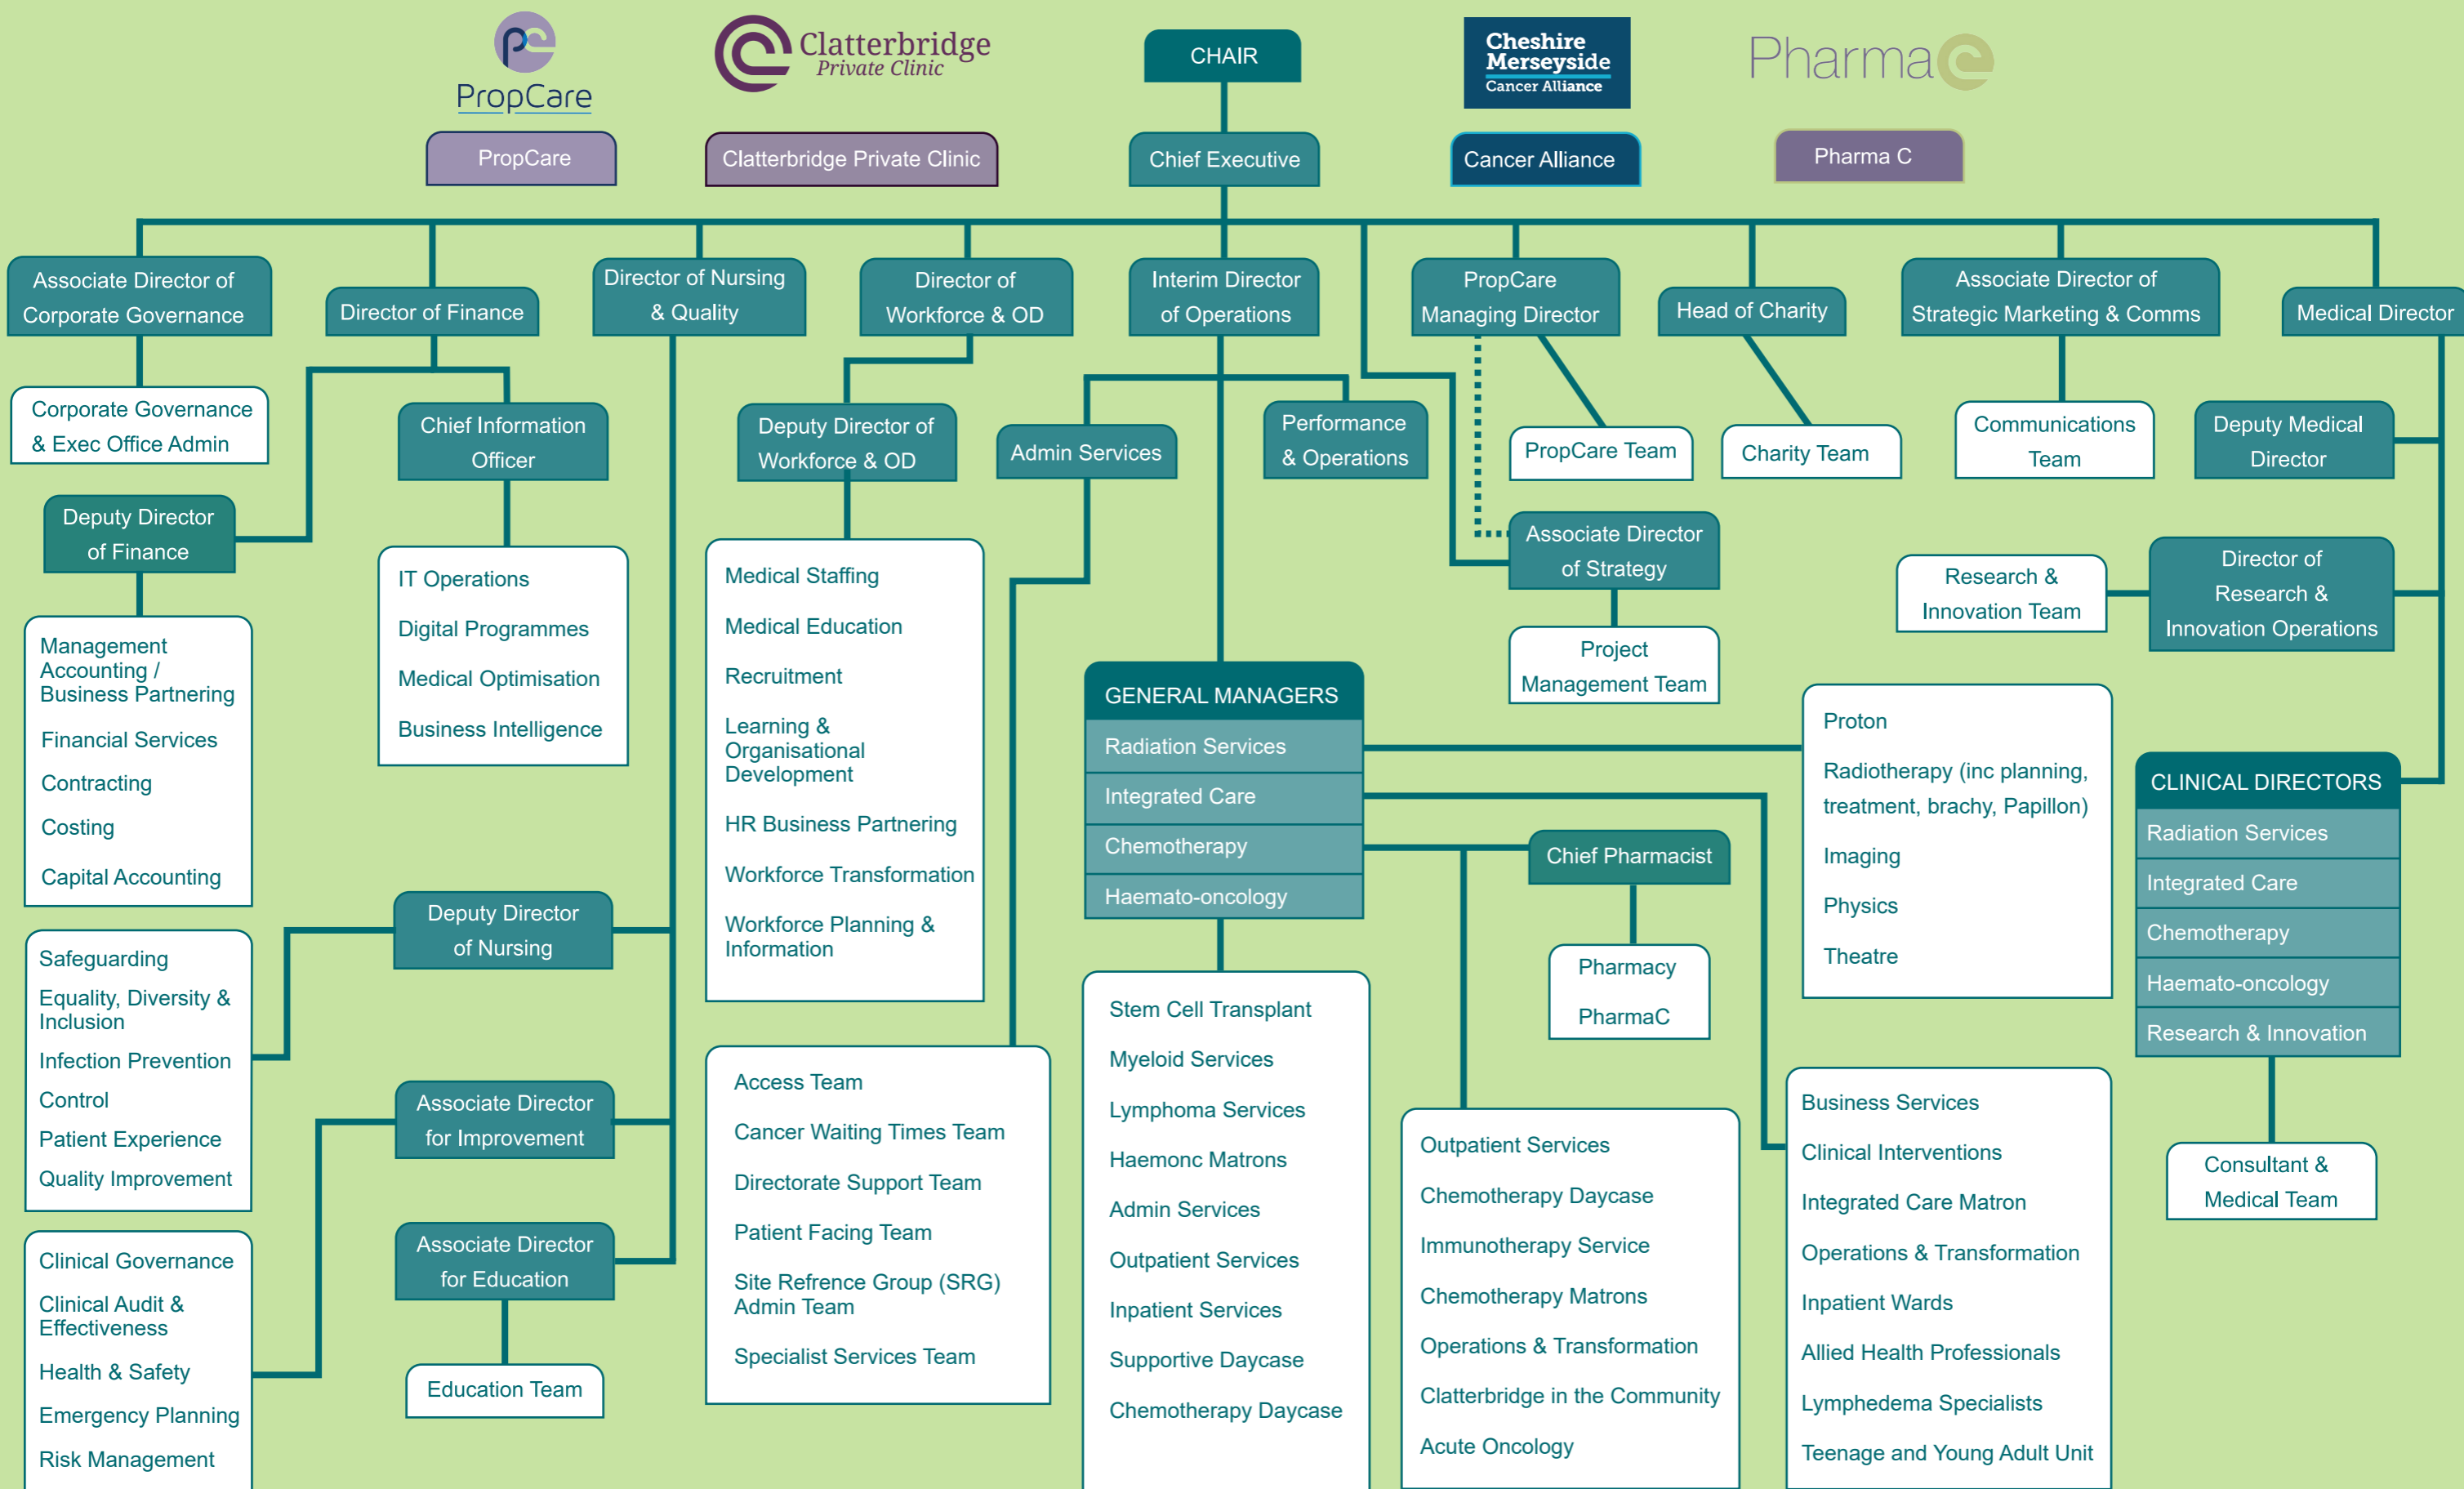 PropCare
Clatterbridge
Private Clinic
CHAIR
Cheshire
Merseyside
Cancer Alliance
Pharma
PropCare
Clatterbridge Private Clinic
Chief Executive
Cancer Alliance
Pharma C
Associate Director of
Corporate Governance
Director of Finance
Director of Nursing
& Quality
Director of
Workforce & OD
Interim Director
of Operations
PropCare
Managing Director
Head of Charity
Associate Director of
Strategic Marketing & Comms
Medical Director
Corporate Governance
& Exec Office Admin
Chief Information
Officer
Deputy Director of
Workforce & OD
Admin Services
Performance
& Operations
PropCare Team
Charity Team
Communications
Team
Deputy Medical
Director
Deputy Director
of Finance
IT Operations
Digital Programmes
Medical Optimisation
Business Intelligence
Medical Staffing
Medical Education
Recruitment
Learning &
Organisational
Development
HR Business Partnering
Workforce Transformation
Workforce Planning &
Information
Associate Director
of Strategy
Project
Management Team
Research &
Innovation Team
Director of
Research &
Innovation Operations
Management
Accounting /
Business Partnering
Financial Services
Contracting
Costing
Capital Accounting
GENERAL MANAGERS
Radiation Services
Integrated Care
Chemotherapy
Haemato-oncology
Proton
Radiotherapy (inc planning,
treatment, brachy, Papillon)
Imaging
Physics
Theatre
CLINICAL DIRECTORS
Radiation Services
Integrated Care
Chemotherapy
Haemato-oncology
Research & Innovation
Chief Pharmacist
Pharmacy
PharmaC
Deputy Director
of Nursing
Safeguarding
Equality, Diversity &
Inclusion
Infection Prevention
Control
Patient Experience
Quality Improvement
Associate Director
for Improvement
Clinical Governance
Clinical Audit &
Effectiveness
Health & Safety
Emergency Planning
Risk Management
Associate Director
for Education
Education Team
Access Team
Cancer Waiting Times Team
Directorate Support Team
Patient Facing Team
Site Refrence Group (SRG)
Admin Team
Specialist Services Team
Stem Cell Transplant
Myeloid Services
Lymphoma Services
Haemonc Matrons
Admin Services
Outpatient Services
Inpatient Services
Supportive Daycase
Chemotherapy Daycase
Outpatient Services
Chemotherapy Daycase
Immunotherapy Service
Chemotherapy Matrons
Operations & Transformation
Clatterbridge in the Community
Acute Oncology
Business Services
Clinical Interventions
Integrated Care Matron
Operations & Transformation
Inpatient Wards
Allied Health Professionals
Lymphedema Specialists
Teenage and Young Adult Unit
Consultant &
Medical Team